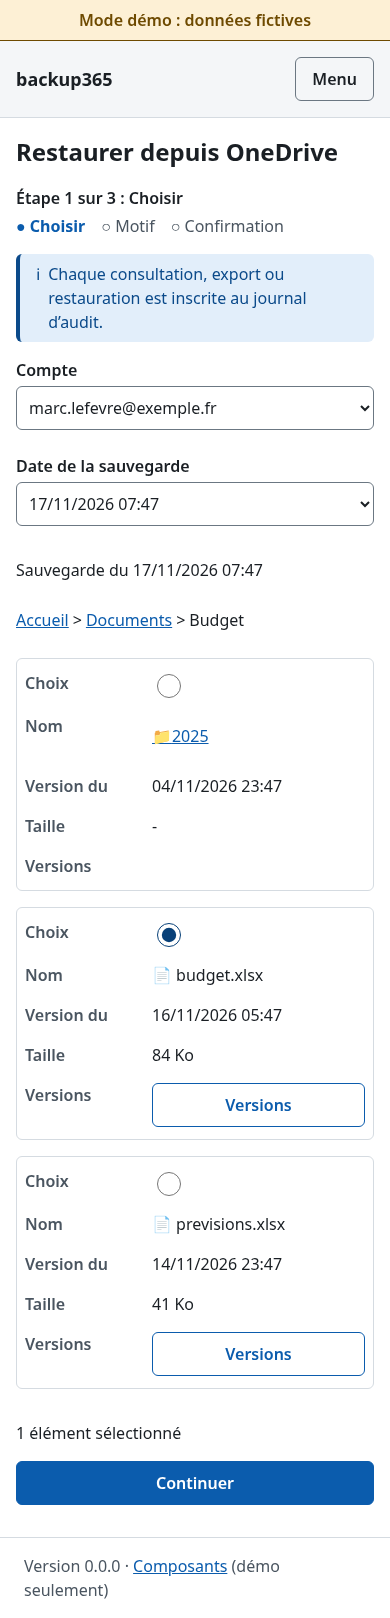 Mode démo : données fictives
backup365
Menu
Restaurer depuis OneDrive
Étape 1 sur 3 : Choisir
● Choisir ○ Motif ○ Confirmation
i Chaque consultation, export ou
restauration est inscrite au journal
d’audit.
Compte
marc.lefevre@exemple.fr
Date de la sauvegarde
17/11/2026 07:47
Sauvegarde du 17/11/2026 07:47
Accueil > Documents > Budget
Choix
Nom 📁2025
Version du 04/11/2026 23:47
Taille -
Versions
Choix
Nom 📄 budget.xlsx
Version du 16/11/2026 05:47
Taille 84 Ko
Versions Versions
Choix
Nom 📄 previsions.xlsx
Version du 14/11/2026 23:47
Taille 41 Ko
Versions Versions
1 élément sélectionné
Continuer
Version 0.0.0 · Composants (démo
seulement)